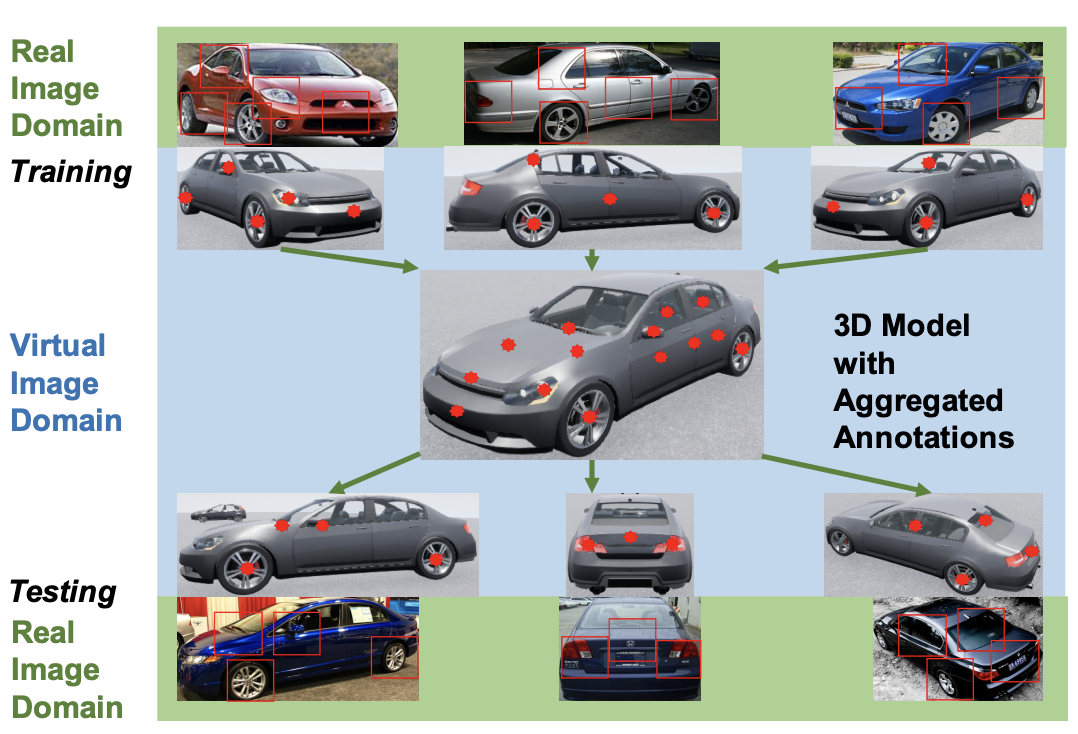 Real
Image
Domain
Training
Virtual
Image
Domain
3D Model
with
Aggregated
Annotations
Testing
Real
Image
Domain